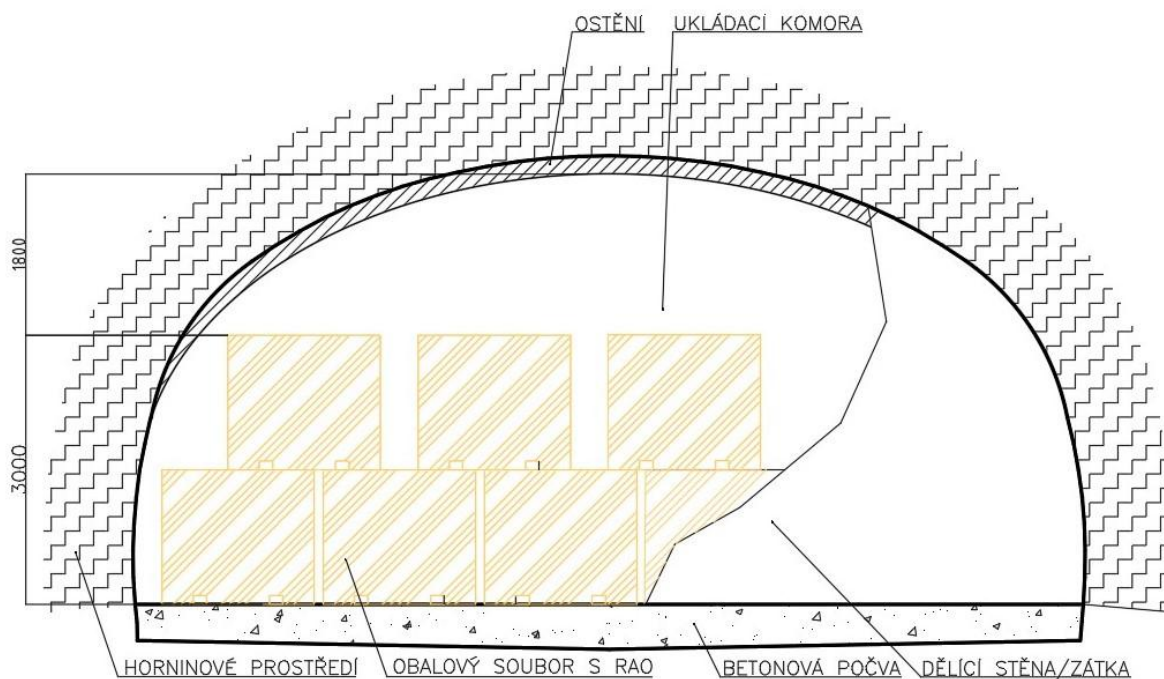 OSTĚNÍ
UKLÁDACÍ KOMORA
1800
3000
HORNINOVÉ PROSTŘEDÍ
OBALOVÝ SOUBOR S RAO
BETONOVÁ POČVA
DĚLÍCÍ STĚNA/ZÁTKA